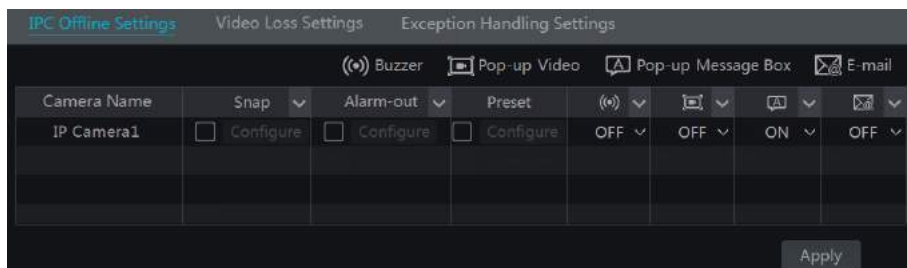 IPC Offline Settings Video Loss Settings Exception Handling Settings
Buzzer Pop-up Video A Pop-up Message Box E-mail
Camera Name Snap Alarm-out Preset A
IP Camera1 Configure Configure Configure OFF OFF ON OFF
Apply